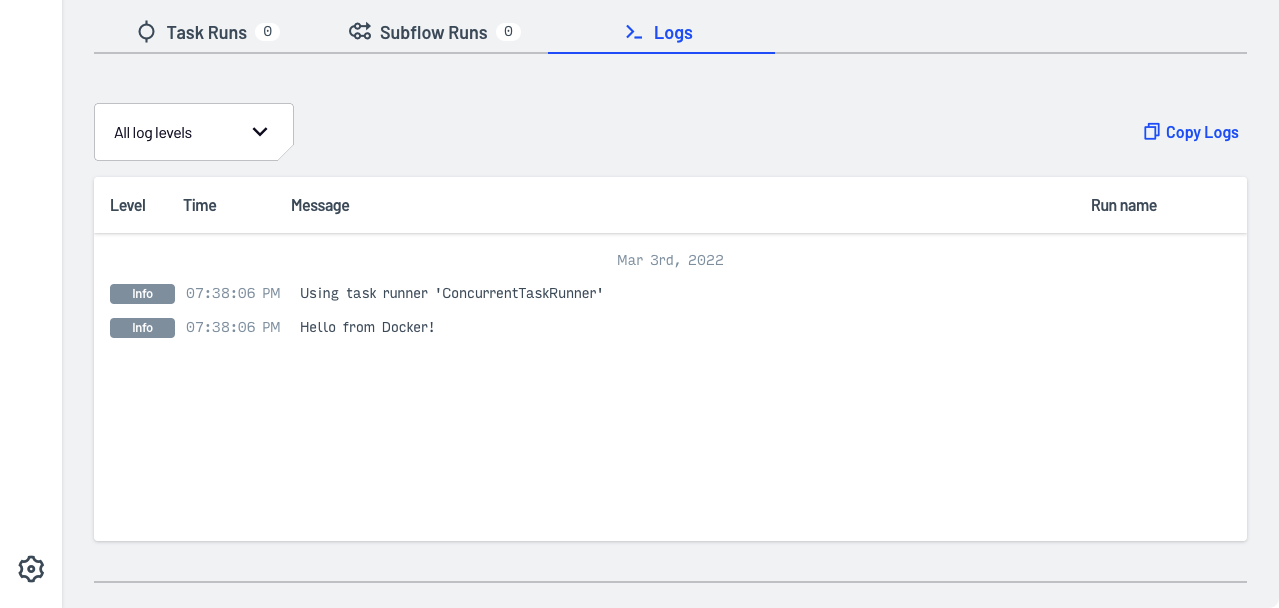 Task Runs 0 Subflow Runs 0 Logs
All log levels Copy Logs
Level Time Message Run name
Mar 3rd, 2022
Info 07:38:06 PM Using task runner 'ConcurrentTaskRunner'
Info 07:38:06 PM Hello from Docker!